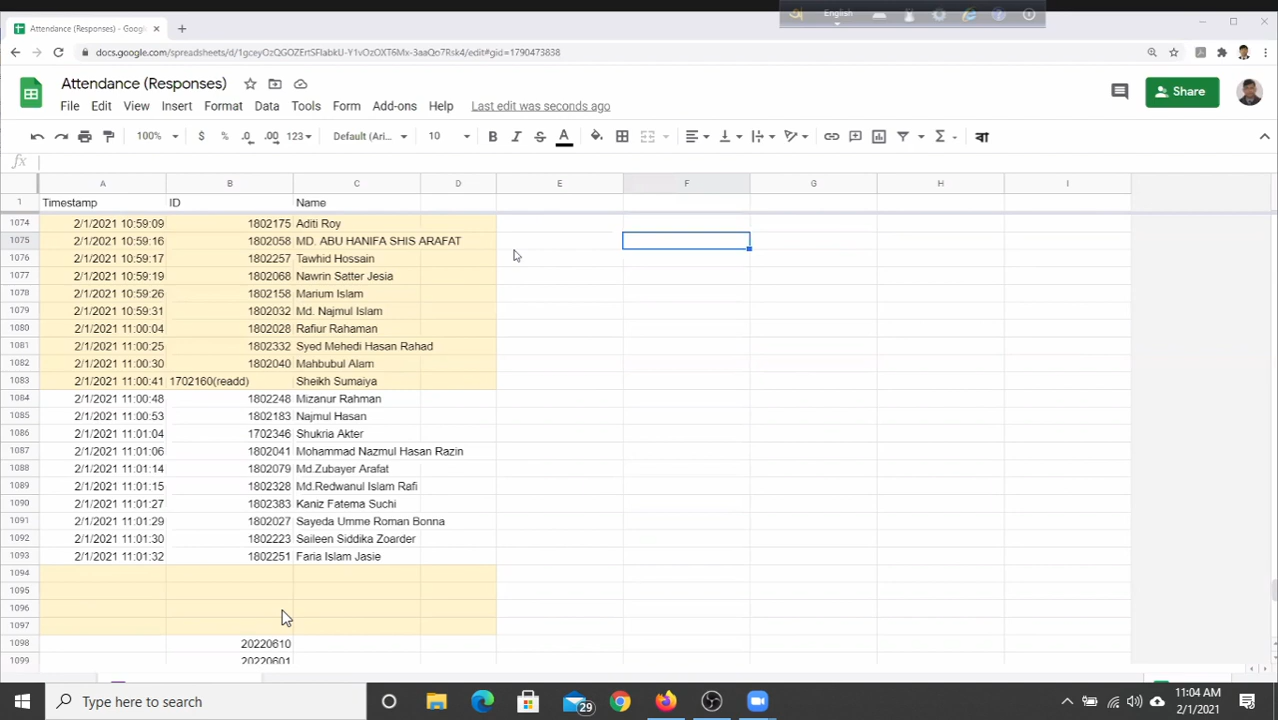 Attendance (Responses) - Goog
English
docs.google.com/spreadsheets/d/
Attendance (Responses)
File Edit View Insert Format Data Tools Form Add-ons Help Last edit was seconds ago
Share
100% $ % .0 .00 123 Default (Ari... 10 B I S A বা
fx
A B C D E F G H I
1 Timestamp ID Name
1074 2/1/2021 10:59:09 1802175 Aditi Roy
1075 2/1/2021 10:59:16 1802058 MD. ABU HANIFA SHIS ARAFAT
1076 2/1/2021 10:59:17 1802257 Tawhid Hossain
1077 2/1/2021 10:59:19 1802068 Nawrin Satter Jesia
1078 2/1/2021 10:59:26 1802158 Marium Islam
1079 2/1/2021 10:59:31 1802032 Md. Najmul Islam
1080 2/1/2021 11:00:04 1802028 Rafiur Rahaman
1081 2/1/2021 11:00:25 1802332 Syed Mehedi Hasan Rahad
1082 2/1/2021 11:00:30 1802040 Mahbubul Alam
1083 2/1/2021 11:00:41 1702160(readd) Sheikh Sumaiya
1084 2/1/2021 11:00:48 1802248 Mizanur Rahman
1085 2/1/2021 11:00:53 1802183 Najmul Hasan
1086 2/1/2021 11:01:04 1702346 Shukria Akter
1087 2/1/2021 11:01:06 1802041 Mohammad Nazmul Hasan Razin
1088 2/1/2021 11:01:14 1802079 Md.Zubayer Arafat
1089 2/1/2021 11:01:15 1802328 Md.Redwanul Islam Rafi
1090 2/1/2021 11:01:27 1802383 Kaniz Fatema Suchi
1091 2/1/2021 11:01:29 1802027 Sayeda Umme Roman Bonna
1092 2/1/2021 11:01:30 1802223 Saileen Siddika Zoarder
1093 2/1/2021 11:01:32 1802251 Faria Islam Jasie
1094
1095
1096
1097
1098 20220610
1099 20220601
Type here to search
29
11:04 AM
2/1/2021